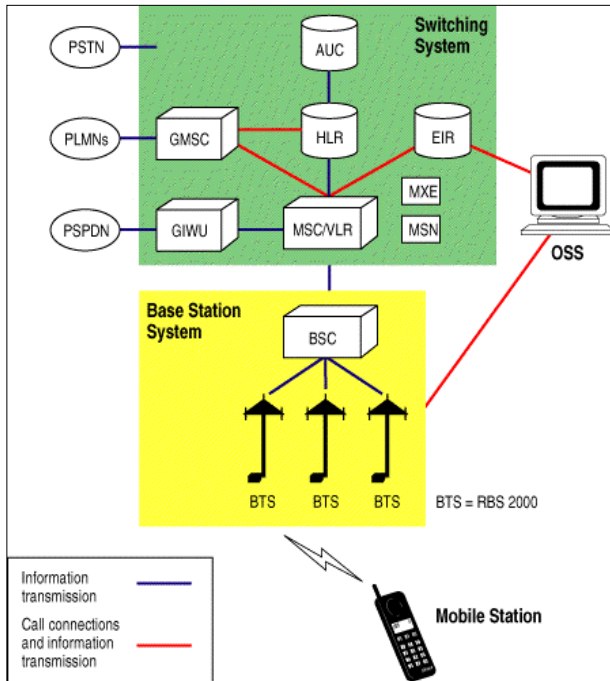 Switching
System
PSTN
AUC
PLMNs
GMSC
HLR
EIR
MXE
PSPDN
GIWU
MSC/VLR
MSN
OSS
Base Station
System
BSC
BTS
BTS
BTS
BTS = RBS 2000
Information
transmission
Call connections
and information
transmission
Mobile Station